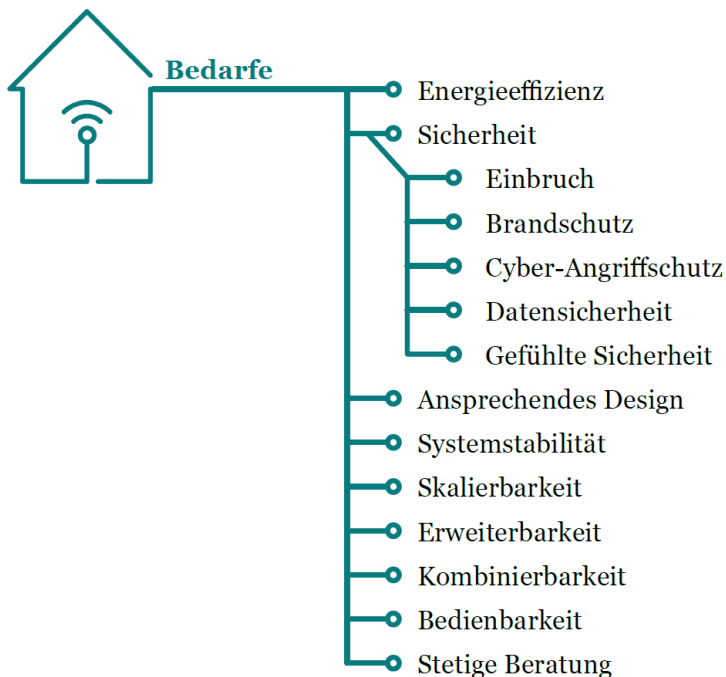 Bedarfe
Energieeffizienz
Sicherheit
Einbruch
Brandschutz
Cyber-Angriffschutz
Datensicherheit
Gefühlte Sicherheit
Ansprechendes Design
Systemstabilität
Skalierbarkeit
Erweiterbarkeit
Kombinierbarkeit
Bedienbarkeit
Stetige Beratung